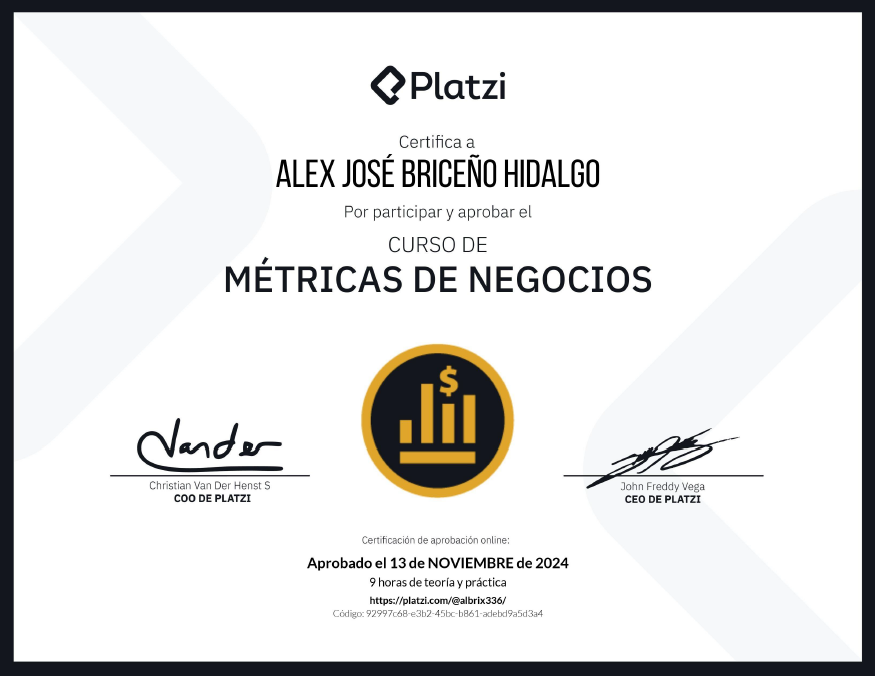 Platzi
Certifica a
ALEX JOSÉ BRICEÑO HIDALGO
Por participar y aprobar el
CURSO DE
MÉTRICAS DE NEGOCIOS
$
Vander
Christian Van Der Henst S
COO DE PLATZI
John Freddy Vega
CEO DE PLATZI
Certificación de aprobación online:
Aprobado el 13 de NOVIEMBRE de 2024
9 horas de teoría y práctica
https://platzi.com/@albrix336/
Código: 92997c68-e3b2-45bc-b861-adebd9a5d3a4